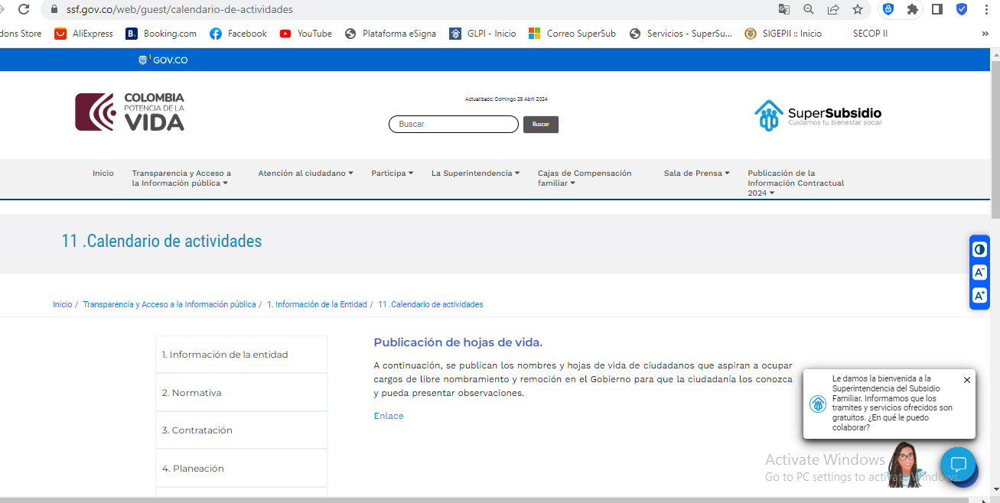 ssf.gov.co/web/guest/calendario-de-actividades
dons Store AliExpress Booking.com Facebook YouTube Plataforma eSigna GLPI - Inicio Correo SuperSub Servicios - SuperSu... SIGEPII :: Inicio SECOP II »
GOV.CO
COLOMBIA
POTENCIA DE LA
VIDA
Actualizado: Domingo 28 Abril 2024
Buscar Buscar
SuperSubsidio
Cuidamos tu bienestar social
Inicio
Transparencia y Acceso a
la Información pública
Atención al ciudadano
Participa
La Superintendencia
Cajas de Compensación
familiar
Sala de Prensa
Publicación de la
Información Contractual
2024
11 .Calendario de actividades
A-
A+
Inicio / Transparencia y Acceso a la Información pública / 1. Información de la Entidad / 11 .Calendario de actividades
1. Información de la entidad
2. Normativa
3. Contratación
4. Planeación
Publicación de hojas de vida.
A continuación, se publican los nombres y hojas de vida de ciudadanos que aspiran a ocupar
cargos de libre nombramiento y remoción en el Gobierno para que la ciudadanía los conozca
y pueda presentar observaciones.
Enlace
Le damos la bienvenida a la
Superintendencia del Subsidio
Familiar. Informamos que los
tramites y servicios ofrecidos son
gratuitos. ¿En qué le puedo
colaborar?
Activate Windows
Go to PC settings to activate Windows.